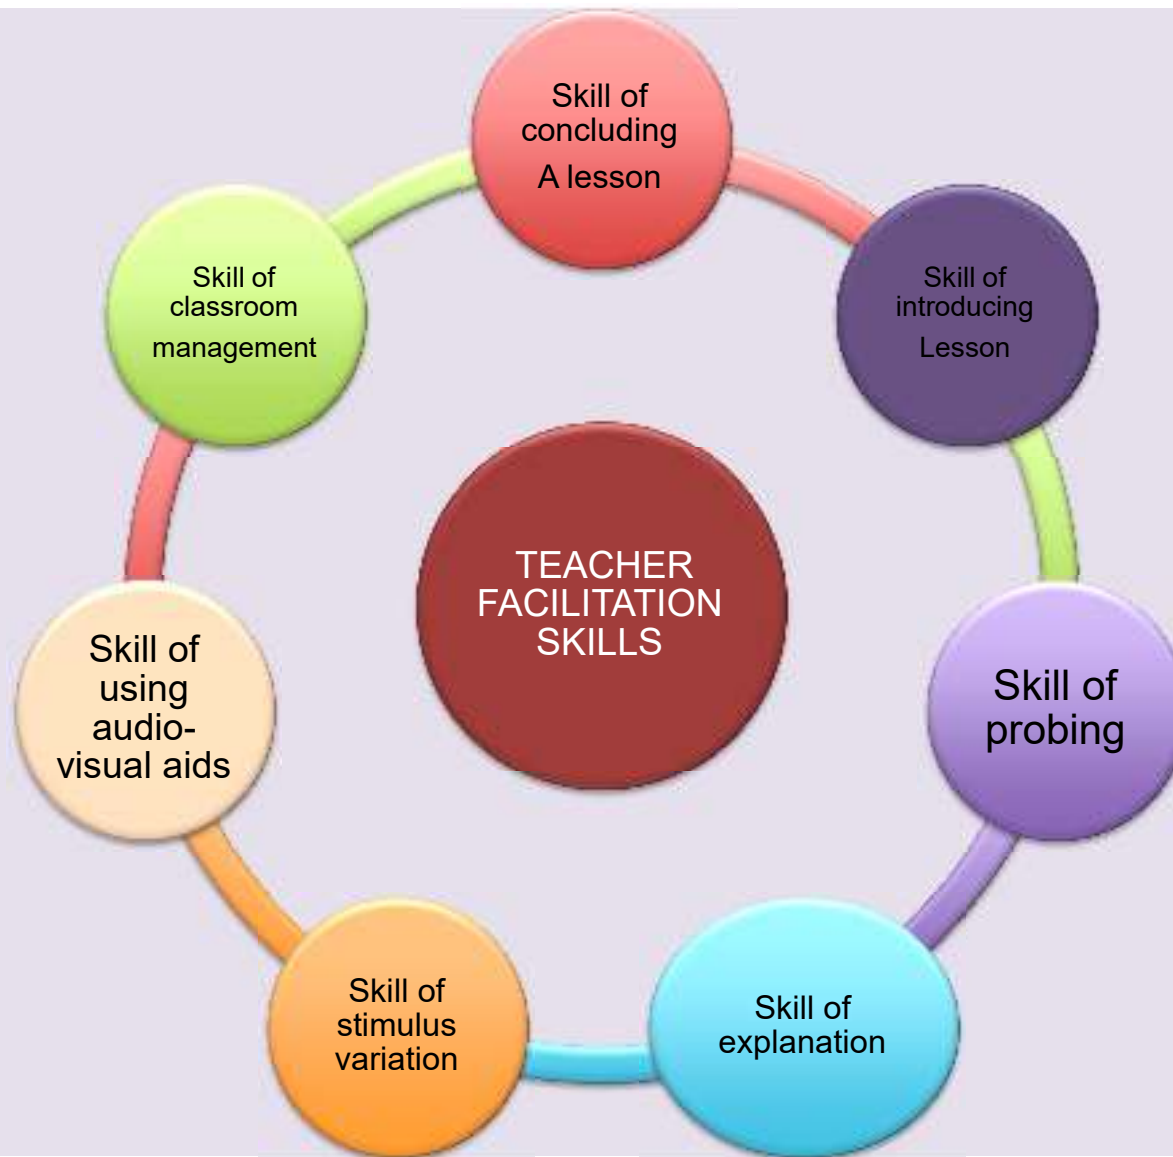 Skill of
concluding
A lesson
Skill of
introducing
Lesson
Skill of
probing
Skill of
explanation
Skill of
stimulus
variation
Skill of
using
audio-
visual aids
Skill of
classroom
management
TEACHER
FACILITATION
SKILLS